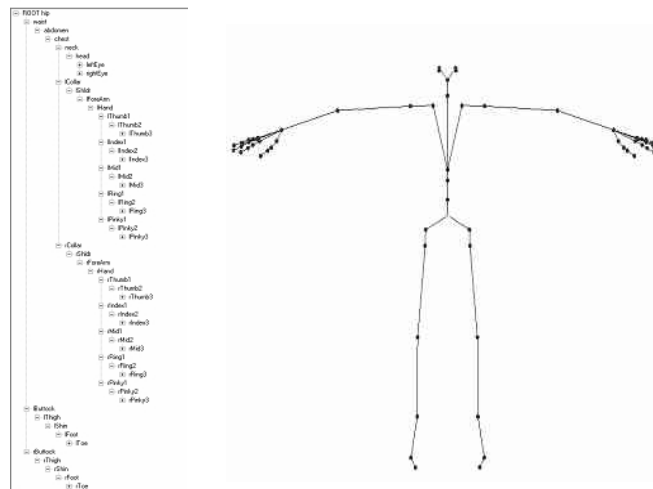 ROOT hip
waist
abdomen
chest
neck
head
leftEye
rightEye
lCollar
lShldr
lForeArm
lHand
lThumb1
lThumb2
lThumb3
lIndex1
lIndex2
lIndex3
lMid1
lMid2
lMid3
lRing1
lRing2
lRing3
lPinky1
lPinky2
lPinky3
rCollar
rShldr
rForeArm
rHand
rThumb1
rThumb2
rThumb3
rIndex1
rIndex2
rIndex3
rMid1
rMid2
rMid3
rRing1
rRing2
rRing3
rPinky1
rPinky2
rPinky3
lButtock
lThigh
lShin
lFoot
lToe
rButtock
rThigh
rShin
rFoot
rToe